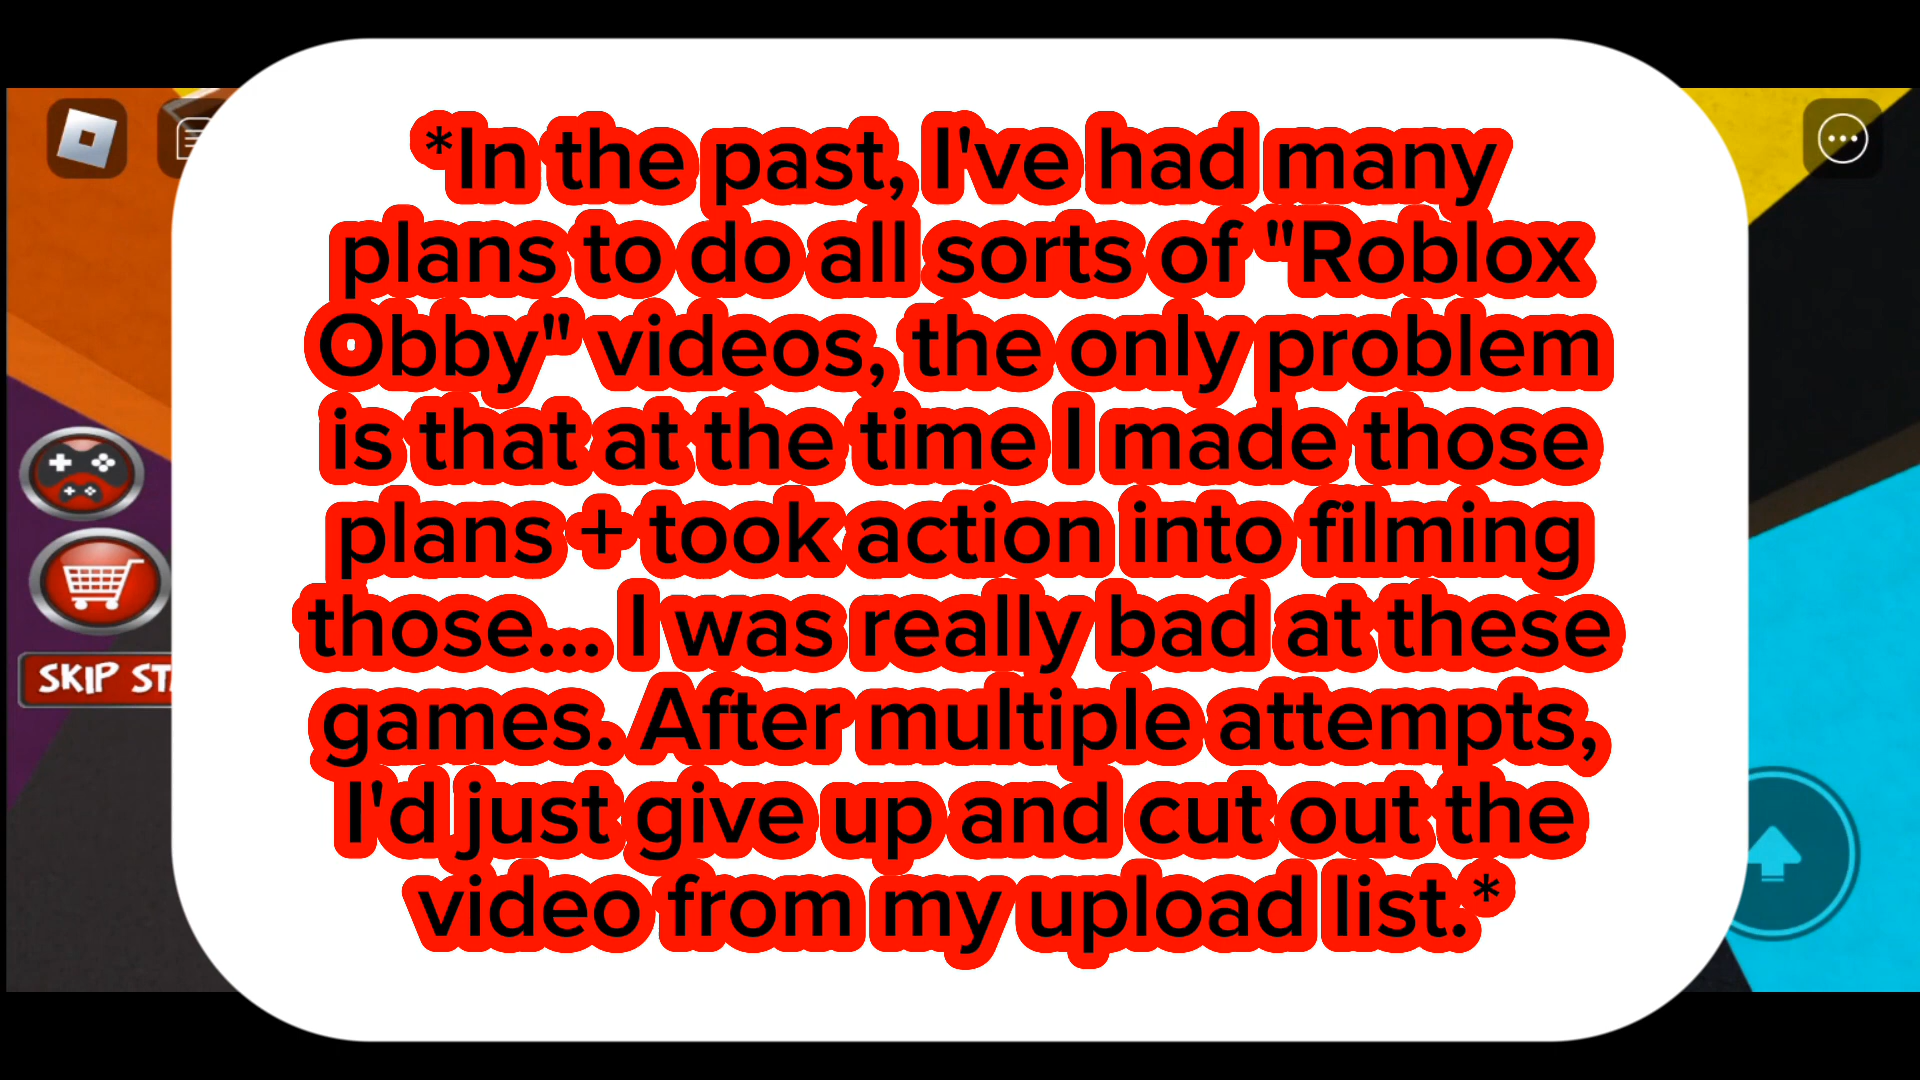 *In the past, I've had many
plans to do all sorts of "Roblox
Obby" videos, the only problem
is that at the time I made those
plans + took action into filming
those... I was really bad at these
games. After multiple attempts,
I'd just give up and cut out the
video from my upload list.*
SKIP